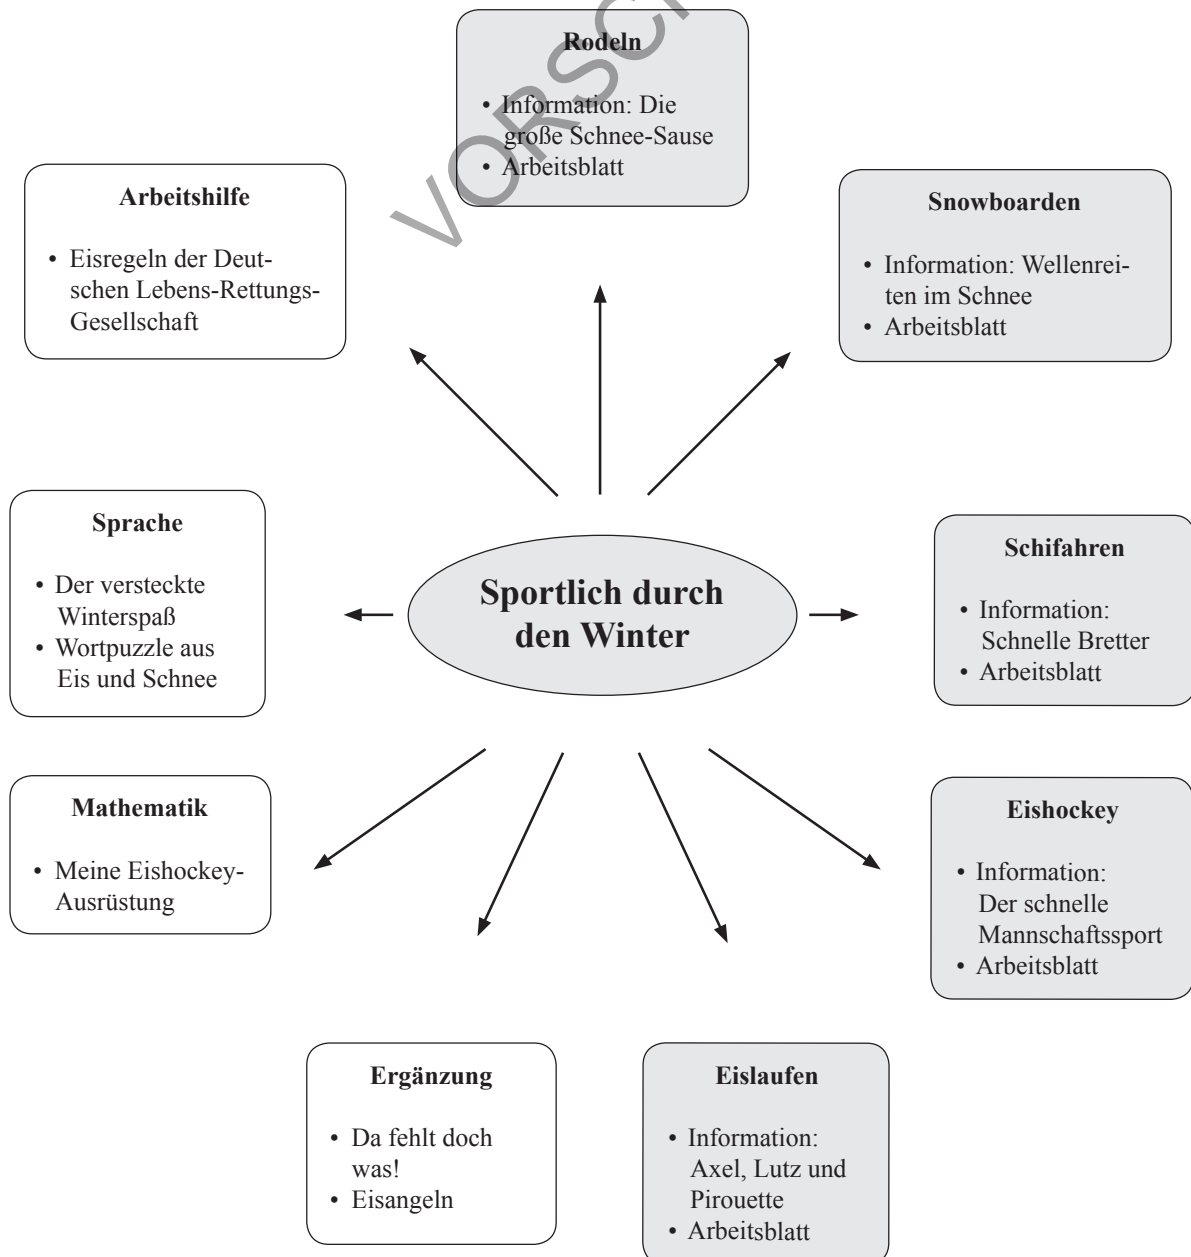 VORSCH
Rodeln
• Information: Die
große Schnee-Sause
• Arbeitsblatt
Arbeitshilfe
• Eisregeln der Deut-
schen Lebens-Rettungs-
Gesellschaft
Snowboarden
• Information: Wellenrei-
ten im Schnee
• Arbeitsblatt
Sprache
• Der versteckte
Winterspaß
• Wortpuzzle aus
Eis und Schnee
Sportlich durch
den Winter
Schifahren
• Information:
Schnelle Bretter
• Arbeitsblatt
Mathematik
• Meine Eishockey-
Ausrüstung
Eishockey
• Information:
Der schnelle
Mannschaftssport
• Arbeitsblatt
Ergänzung
• Da fehlt doch
was!
• Eisangeln
Eislaufen
• Information:
Axel, Lutz und
Pirouette
• Arbeitsblatt